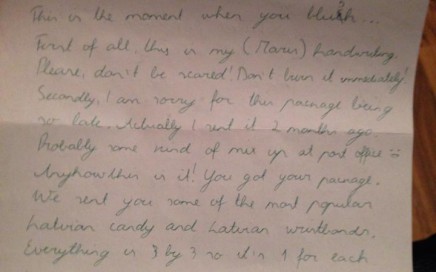 This is the moment when you blush...
First of all, this is my (Maris) handwriting.
Please, don't be scared! Don't burn it immediately!
Secondly, I am sorry for this package being
so late. Actually I sent it 2 months ago
Probably some kind of mix up at post office :)
Anyhow this is it! You got your package.
We sent you some of the most popular
Latvian candy and Latvian wristbands.
Everything is 3 by 3 so it's 1 for each